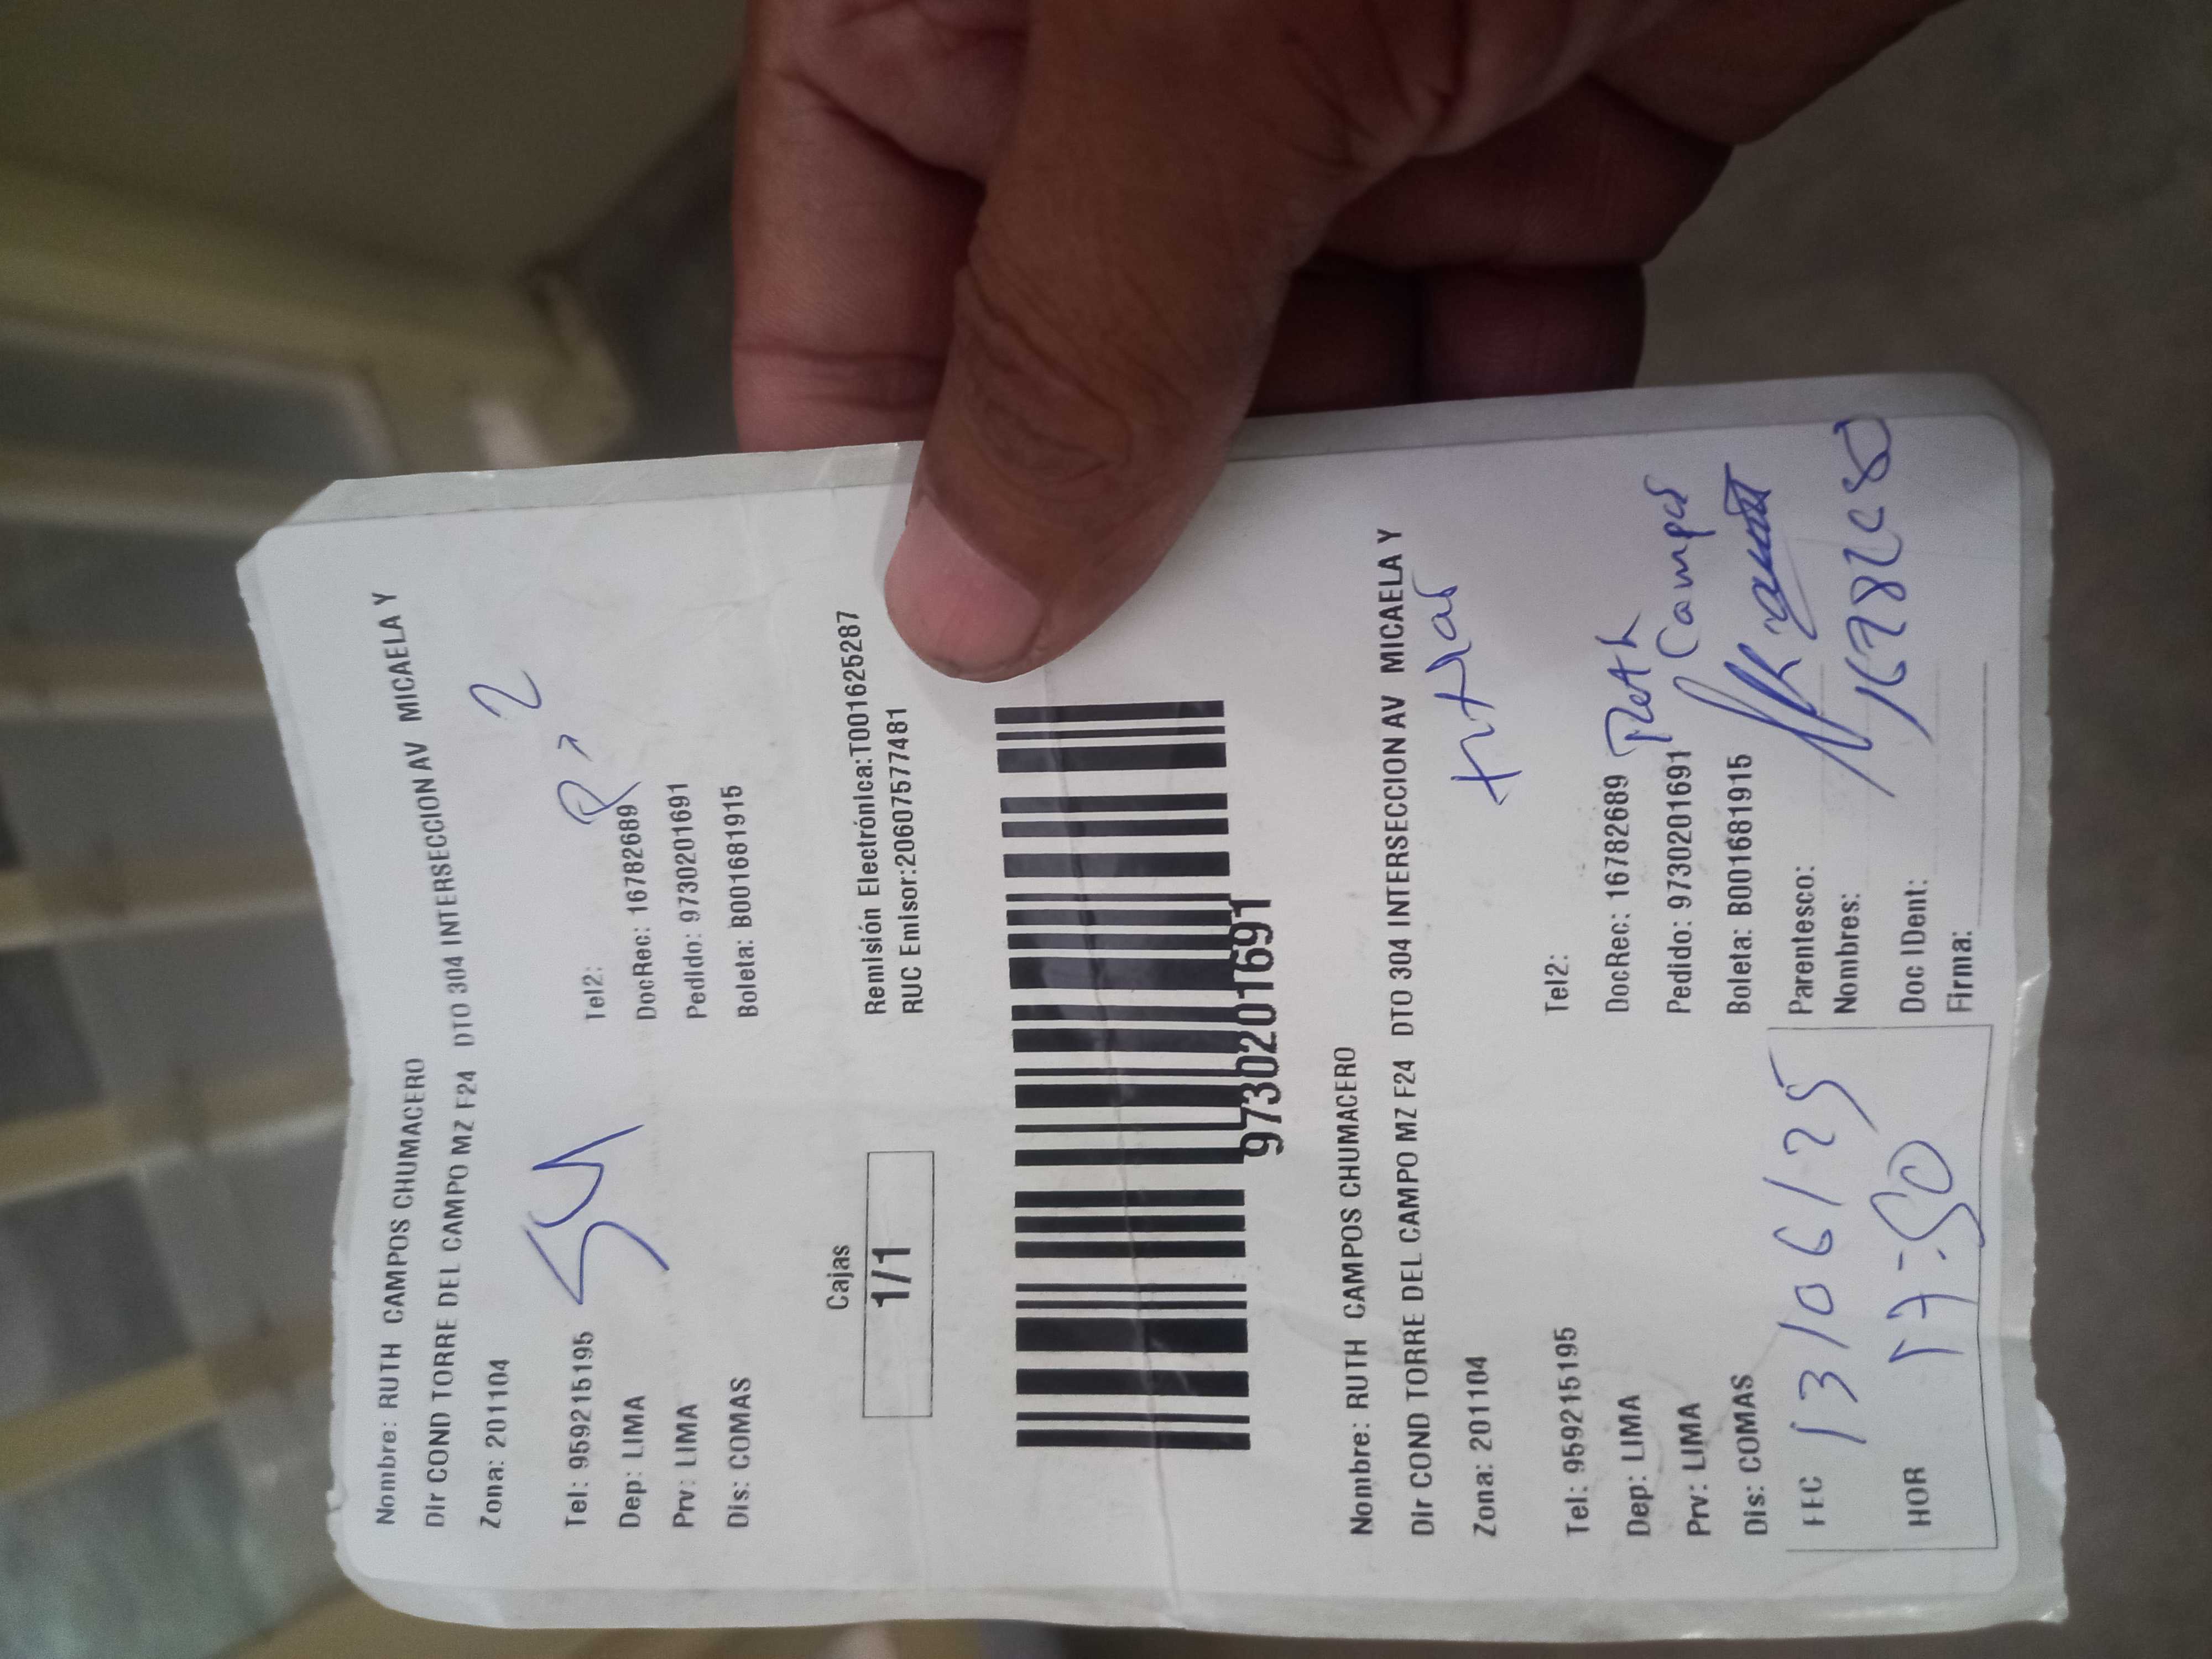 Nombre: RUTH CAMPOS CHUMACERO
Dir COND TORRE DEL CAMPO MZ F24 DTO 304 INTERSECCION AV MICAELA Y
Zona: 201104
2
Tel: 959215195 Tel2:
Dep: LIMA DocRec: 16782689
Prv: LIMA Pedido: 9730201691
Dis: COMAS Boleta: B001681915
Cajas
1/1
Remisión Electrónica:T001625287
RUC Emisor:20607577481
9730201691
Nombre: RUTH CAMPOS CHUMACERO
Dir COND TORRE DEL CAMPO MZ F24 DTO 304 INTERSECCION AV MICAELA Y
Zona: 201104
Tel: 959215195 Tel2:
Dep: LIMA DocRec: 16782689
Prv: LIMA Pedido: 9730201691 Campos
Dis: COMAS Boleta: B001681915
FEC 13/06/25
HOR 17:50
Parentesco:
Nombres:
Doc IDent:
Firma: